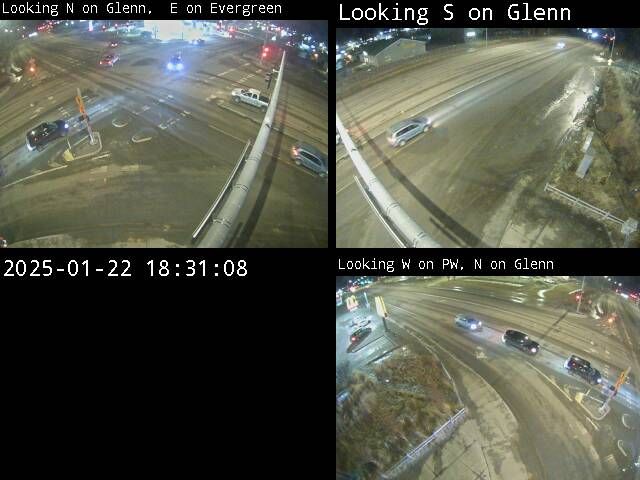 Looking N on Glenn,  E on Evergreen
Looking S on Glenn
2025-01-22 18:31:08
Looking W on PW, N on Glenn